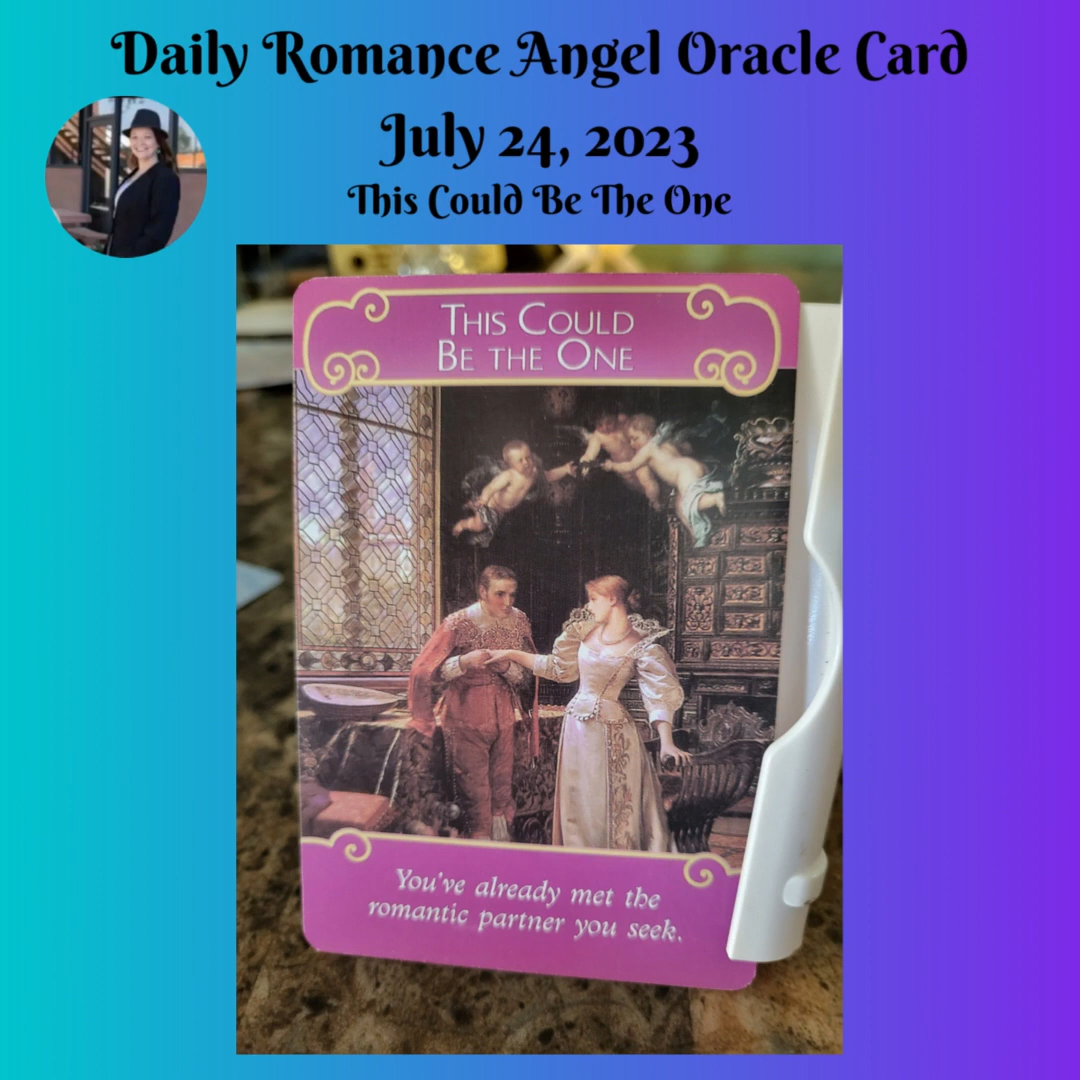 Daily Romance Angel Oracle Card
July 24, 2023
This Could Be The One
THIS COULD
BE THE ONE
You've already met the
romantic partner you seek.